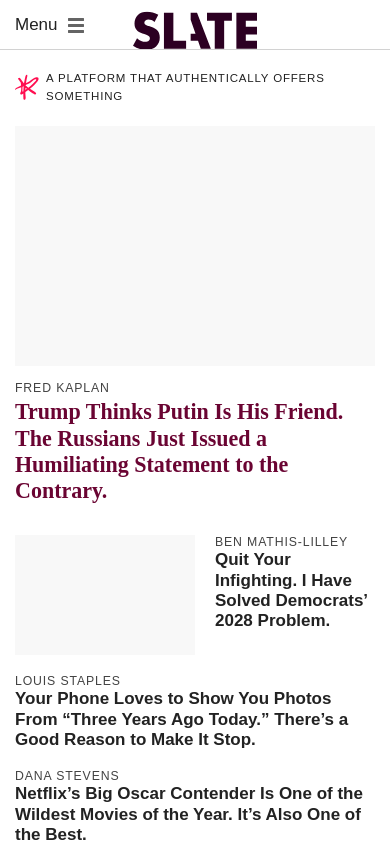 Menu
SLATE
A PLATFORM THAT AUTHENTICALLY OFFERS
SOMETHING
FRED KAPLAN
Trump Thinks Putin Is His Friend.
The Russians Just Issued a
Humiliating Statement to the
Contrary.
BEN MATHIS-LILLEY
Quit Your
Infighting. I Have
Solved Democrats’
2028 Problem.
LOUIS STAPLES
Your Phone Loves to Show You Photos
From “Three Years Ago Today.” There’s a
Good Reason to Make It Stop.
DANA STEVENS
Netflix’s Big Oscar Contender Is One of the
Wildest Movies of the Year. It’s Also One of
the Best.